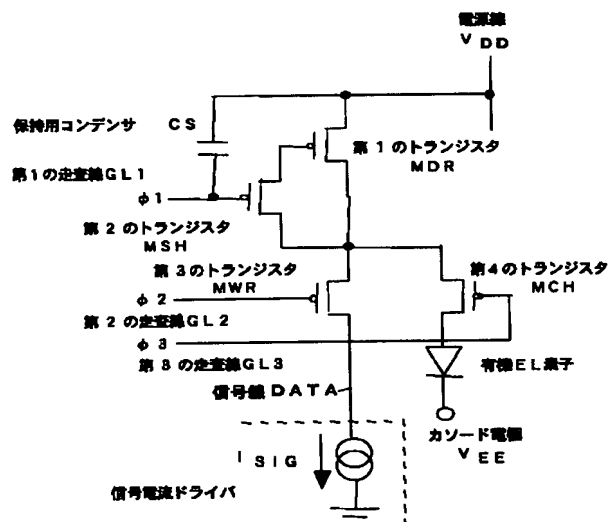 電源線
V DD
保持用コンデンサ CS
第1のトランジスタ
MDR
第1の走査線GL1
φ1
第2のトランジスタ
MSH
第3のトランジスタ
MWR
第4のトランジスタ
MCH
φ2
第2の走査線GL2
φ3
第3の走査線GL3
有機EL素子
信号線DATA
カソード電極
V EE
I SIG
信号電流ドライバ